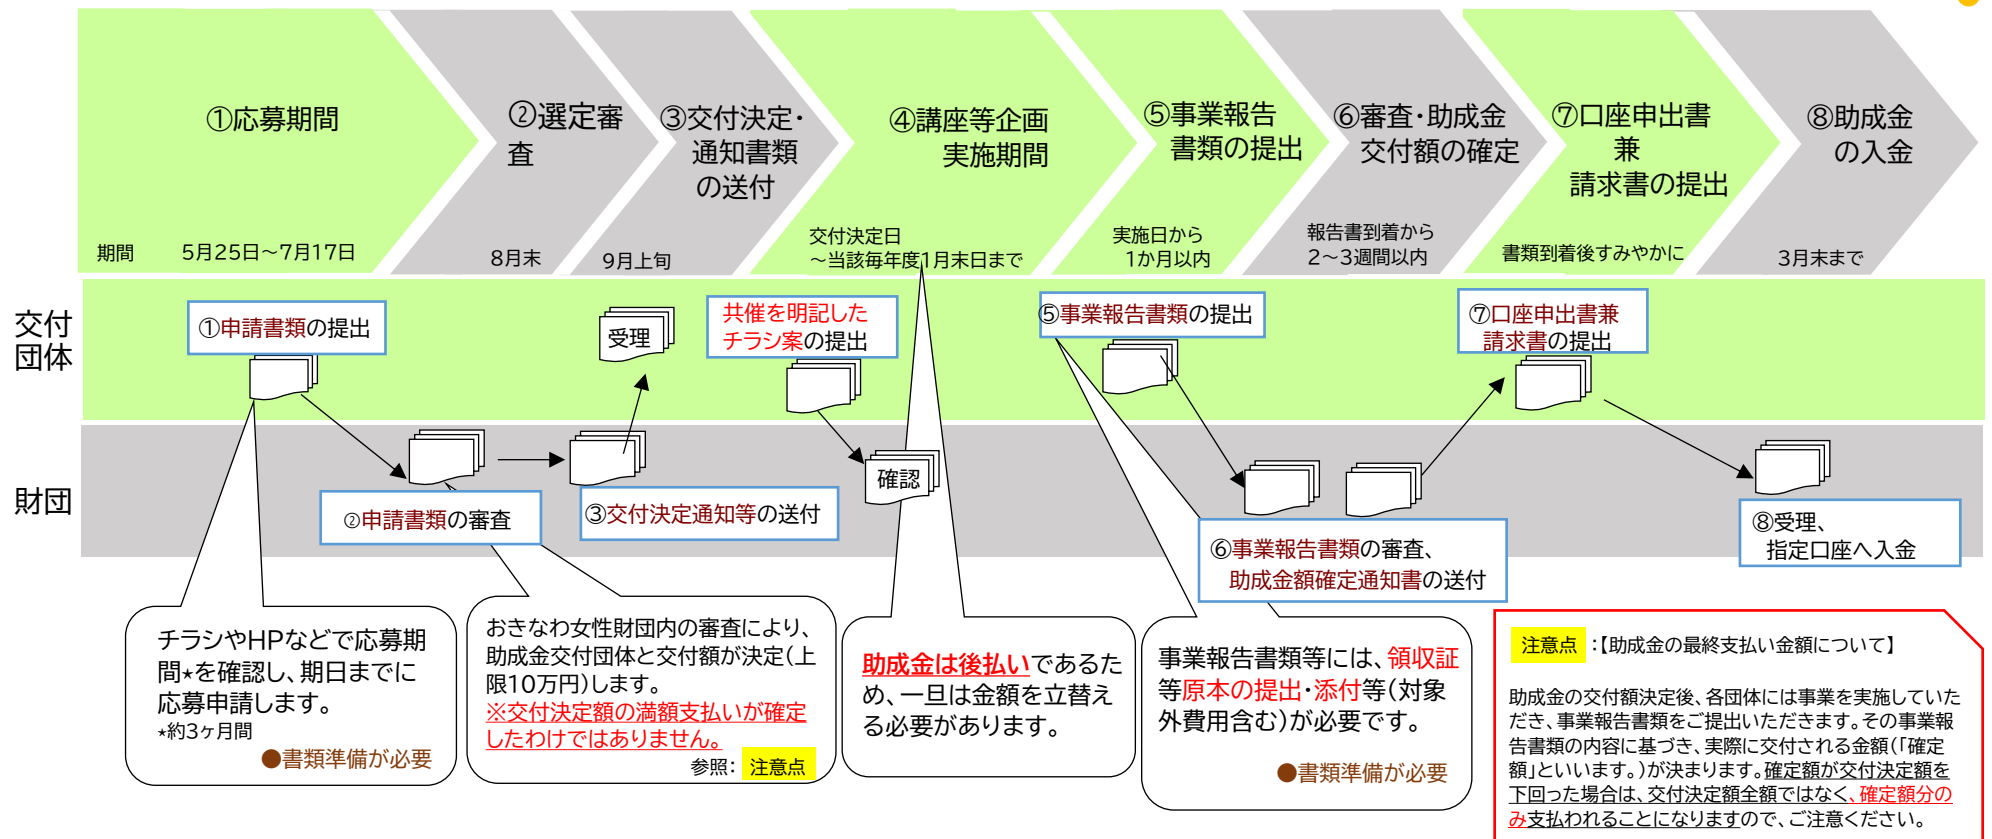 ①応募期間
②選定審
査
③交付決定・
通知書類
の送付
④講座等企画
実施期間
⑤事業報告
書類の提出
⑥審査・助成金
交付額の確定
⑦口座申出書
兼
請求書の提出
⑧助成金
の入金
期間
5月25日～7月17日
8月末
9月上旬
交付決定日
～当該毎年度1月末日まで
実施日から
1か月以内
報告書到着から
2～3週間以内
書類到着後すみやかに
3月末まで
交付
団体
①申請書類の提出
受理
共催を明記した
チラシ案の提出
⑤事業報告書類の提出
⑦口座申出書兼
請求書の提出
財団
②申請書類の審査
③交付決定通知等の送付
確認
⑥事業報告書類の審査、
助成金額確定通知書の送付
⑧受理、
指定口座へ入金
チラシやHPなどで応募期
間★を確認し、期日までに
応募申請します。
★約3ヶ月間
●書類準備が必要
おきなわ女性財団内の審査により、
助成金交付団体と交付額が決定(上
限10万円)します。
※交付決定額の満額支払いが確定
したわけではありません。
参照： 注意点
助成金は後払いであるた
め、一旦は金額を立替え
る必要があります。
事業報告書類等には、領収証
等原本の提出・添付等(対象
外費用含む)が必要です。
●書類準備が必要
注意点 ：【助成金の最終支払い金額について】
助成金の交付額決定後、各団体には事業を実施していた
だき、事業報告書類をご提出いただきます。その事業報
告書類の内容に基づき、実際に交付される金額(「確定
額」といいます。)が決まります。確定額が交付決定額を
下回った場合は、交付決定額全額ではなく、確定額分の
み支払われることになりますので、ご注意ください。